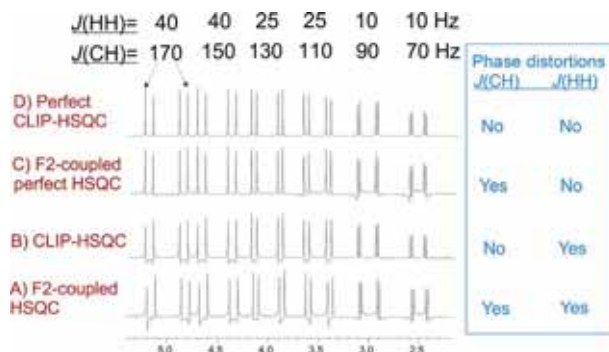 J(HH)= 40 40 25 25 10 10 Hz
J(CH)= 170 150 130 110 90 70 Hz
Phase distortions
J(CH) J(HH)
D) Perfect
CLIP-HSQC
No No
C) F2-coupled
perfect HSQC
Yes No
B) CLIP-HSQC
No Yes
A) F2-coupled
HSQC
Yes Yes
5.0 4.5 4.0 3.5 3.0 2.5